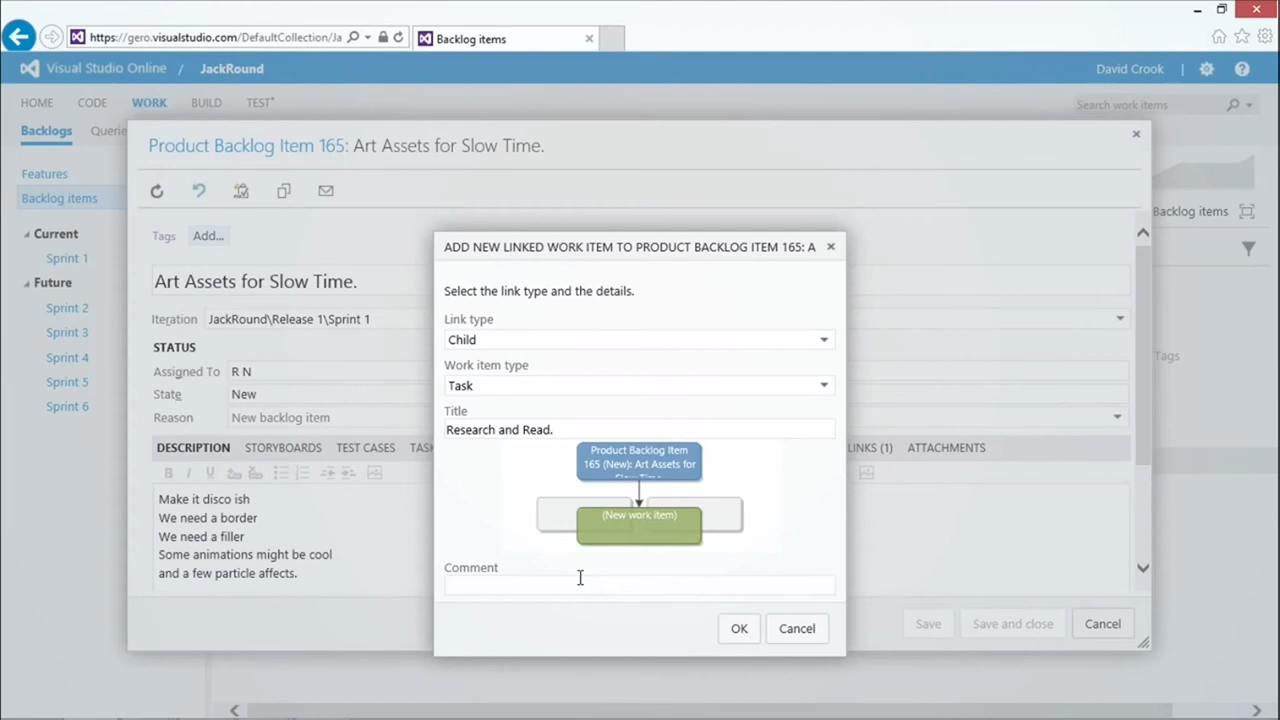 https://gero.visualstudio.com/DefaultCollection/Ja
Backlog items
Visual Studio Online / JackRound
David Crook
HOME CODE WORK BUILD TEST*
Search work items
Backlogs Querie
Product Backlog Item 165: Art Assets for Slow Time.
Features
Backlog items
Current
Sprint 1
Future
Sprint 2
Sprint 3
Sprint 4
Sprint 5
Sprint 6
Backlog items
Tags
Tags Add...
Art Assets for Slow Time.
Iteration JackRound\Release 1\Sprint 1
STATUS
Assigned To R N
State New
Reason New backlog item
DESCRIPTION STORYBOARDS TEST CASES TAS
LINKS (1) ATTACHMENTS
B I U
Make it disco ish
We need a border
We need a filler
Some animations might be cool
and a few particle affects.
Save Save and close Cancel
ADD NEW LINKED WORK ITEM TO PRODUCT BACKLOG ITEM 165: A
Select the link type and the details.
Link type
Child
Work item type
Task
Title
Research and Read.
Product Backlog Item
165 (New): Art Assets for
Slow Time.
(New work item)
Comment
OK Cancel